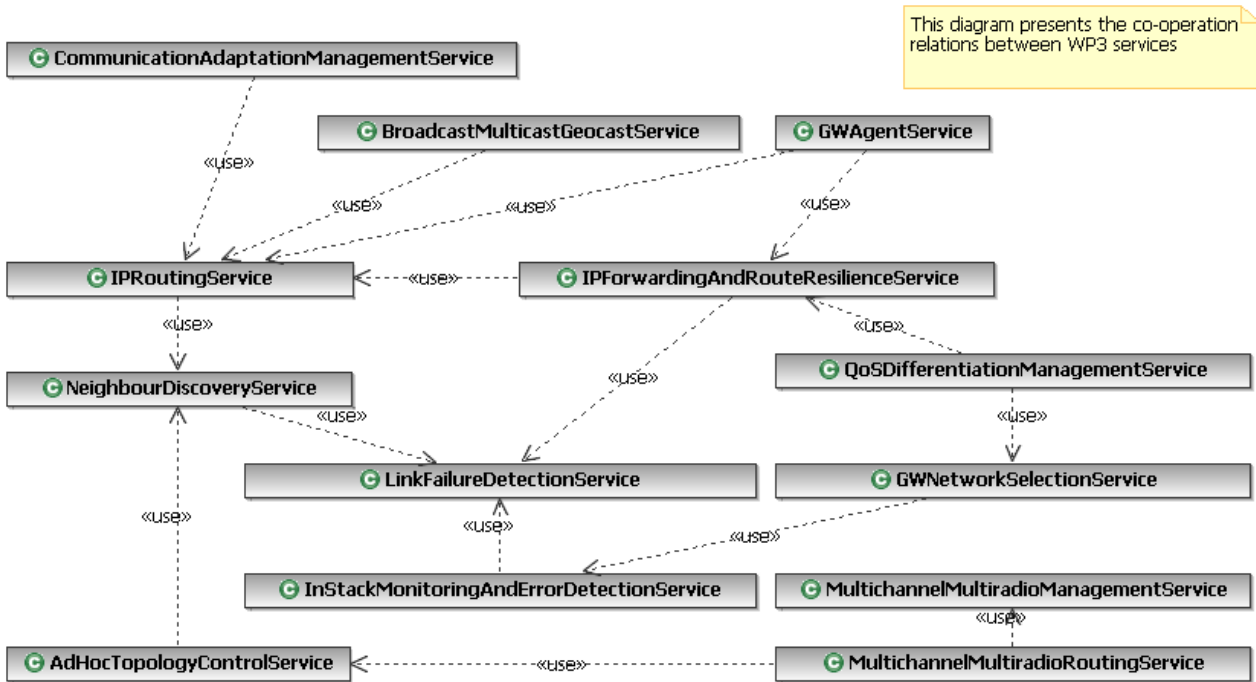 This diagram presents the co-operation
relations between WP3 services
C CommunicationAdaptationManagementService
C BroadcastMulticastGeocastService
C GWAgentService
«use»
«use»
«use»
«use»
C IPRoutingService
«use»
C IPForwardingAndRouteResilienceService
«use»
«use»
«use»
C NeighbourDiscoveryService
C QoSDifferentiationManagementService
«use»
«use»
C LinkFailureDetectionService
C GWNetworkSelectionService
«use»
«use»
«use»
C InStackMonitoringAndErrorDetectionService
C MultichannelMultiradioManagementService
«use»
C AdHocTopologyControlService
«use»
C MultichannelMultiradioRoutingService